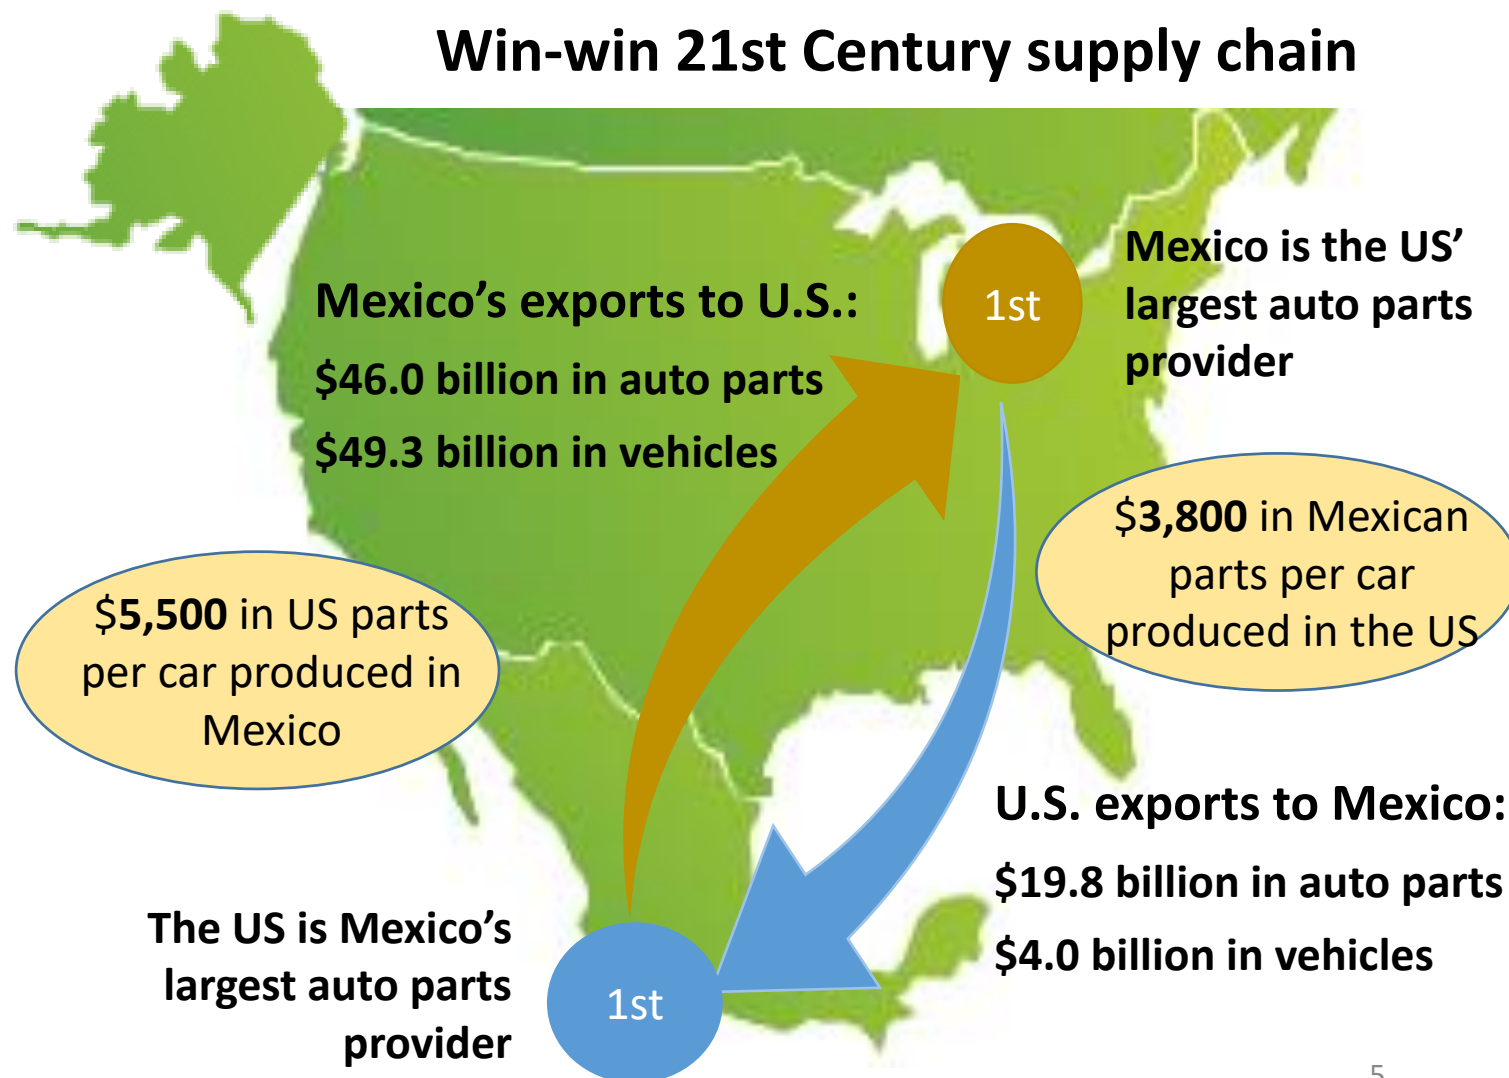 Win-win 21st Century supply chain
Mexico’s exports to U.S.:
$46.0 billion in auto parts
$49.3 billion in vehicles
1st
Mexico is the US’
largest auto parts
provider
$3,800 in Mexican
parts per car
produced in the US
$5,500 in US parts
per car produced in
Mexico
U.S. exports to Mexico:
$19.8 billion in auto parts
$4.0 billion in vehicles
The US is Mexico’s
largest auto parts
provider
1st
5